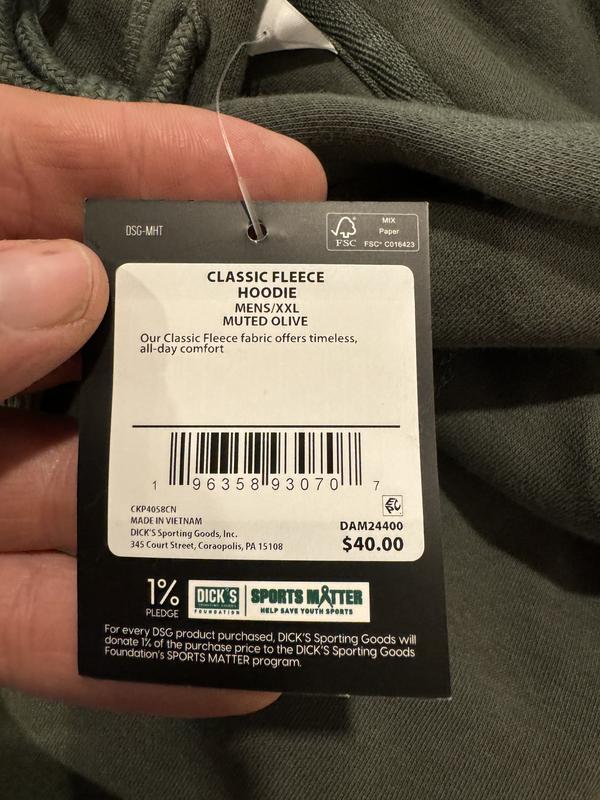 DSG-MHT
MIX
Paper
FSC
FSC® C016423
CLASSIC FLEECE
HOODIE
MENS/XXL
MUTED OLIVE
Our Classic Fleece fabric offers timeless,
all-day comfort
1 96358 93070 7
CKP4058CN
MADE IN VIETNAM
DICK'S Sporting Goods, Inc.
345 Court Street, Coraopolis, PA 15108
DAM24400
$40.00
1%
PLEDGE
DICK'S
SPORTING GOODS
FOUNDATION
SPORTS MATTER
HELP SAVE YOUTH SPORTS
For every DSG product purchased, DICK'S Sporting Goods will
donate 1% of the purchase price to the DICK'S Sporting Goods
Foundation's SPORTS MATTER program.